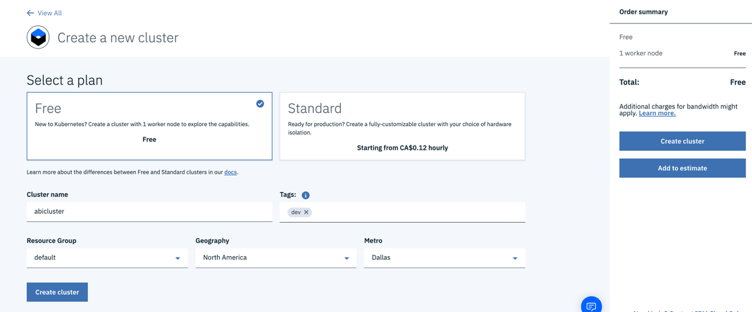 View All
Create a new cluster
Select a plan
Free
New to Kubernetes? Create a cluster with 1 worker node to explore the capabilities.
Free
Standard
Ready for production? Create a fully-customizable cluster with your choice of hardware
isolation.
Starting from CA$0.12 hourly
Learn more about the differences between Free and Standard clusters in our docs.
Cluster name
abicluster
Tags:
dev
Resource Group
default
Geography
North America
Metro
Dallas
Create cluster
Order summary
Free
1 worker node Free
Total: Free
Additional charges for bandwidth might
apply. Learn more.
Create cluster
Add to estimate